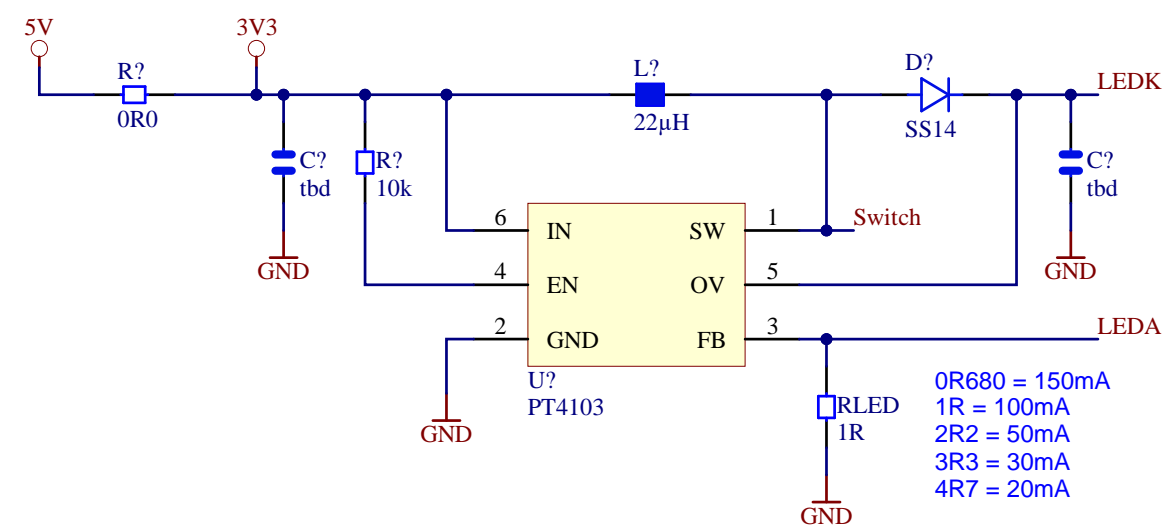 5V
3V3
R?
0R0
L?
22µH
D?
SS14
LEDK
C?
tbd
R?
10k
C?
tbd
GND
GND
6 IN SW 1 Switch
4 EN OV 5
2 GND FB 3 LEDA
U?
PT4103
GND
RLED
1R
GND
0R680 = 150mA
1R = 100mA
2R2 = 50mA
3R3 = 30mA
4R7 = 20mA